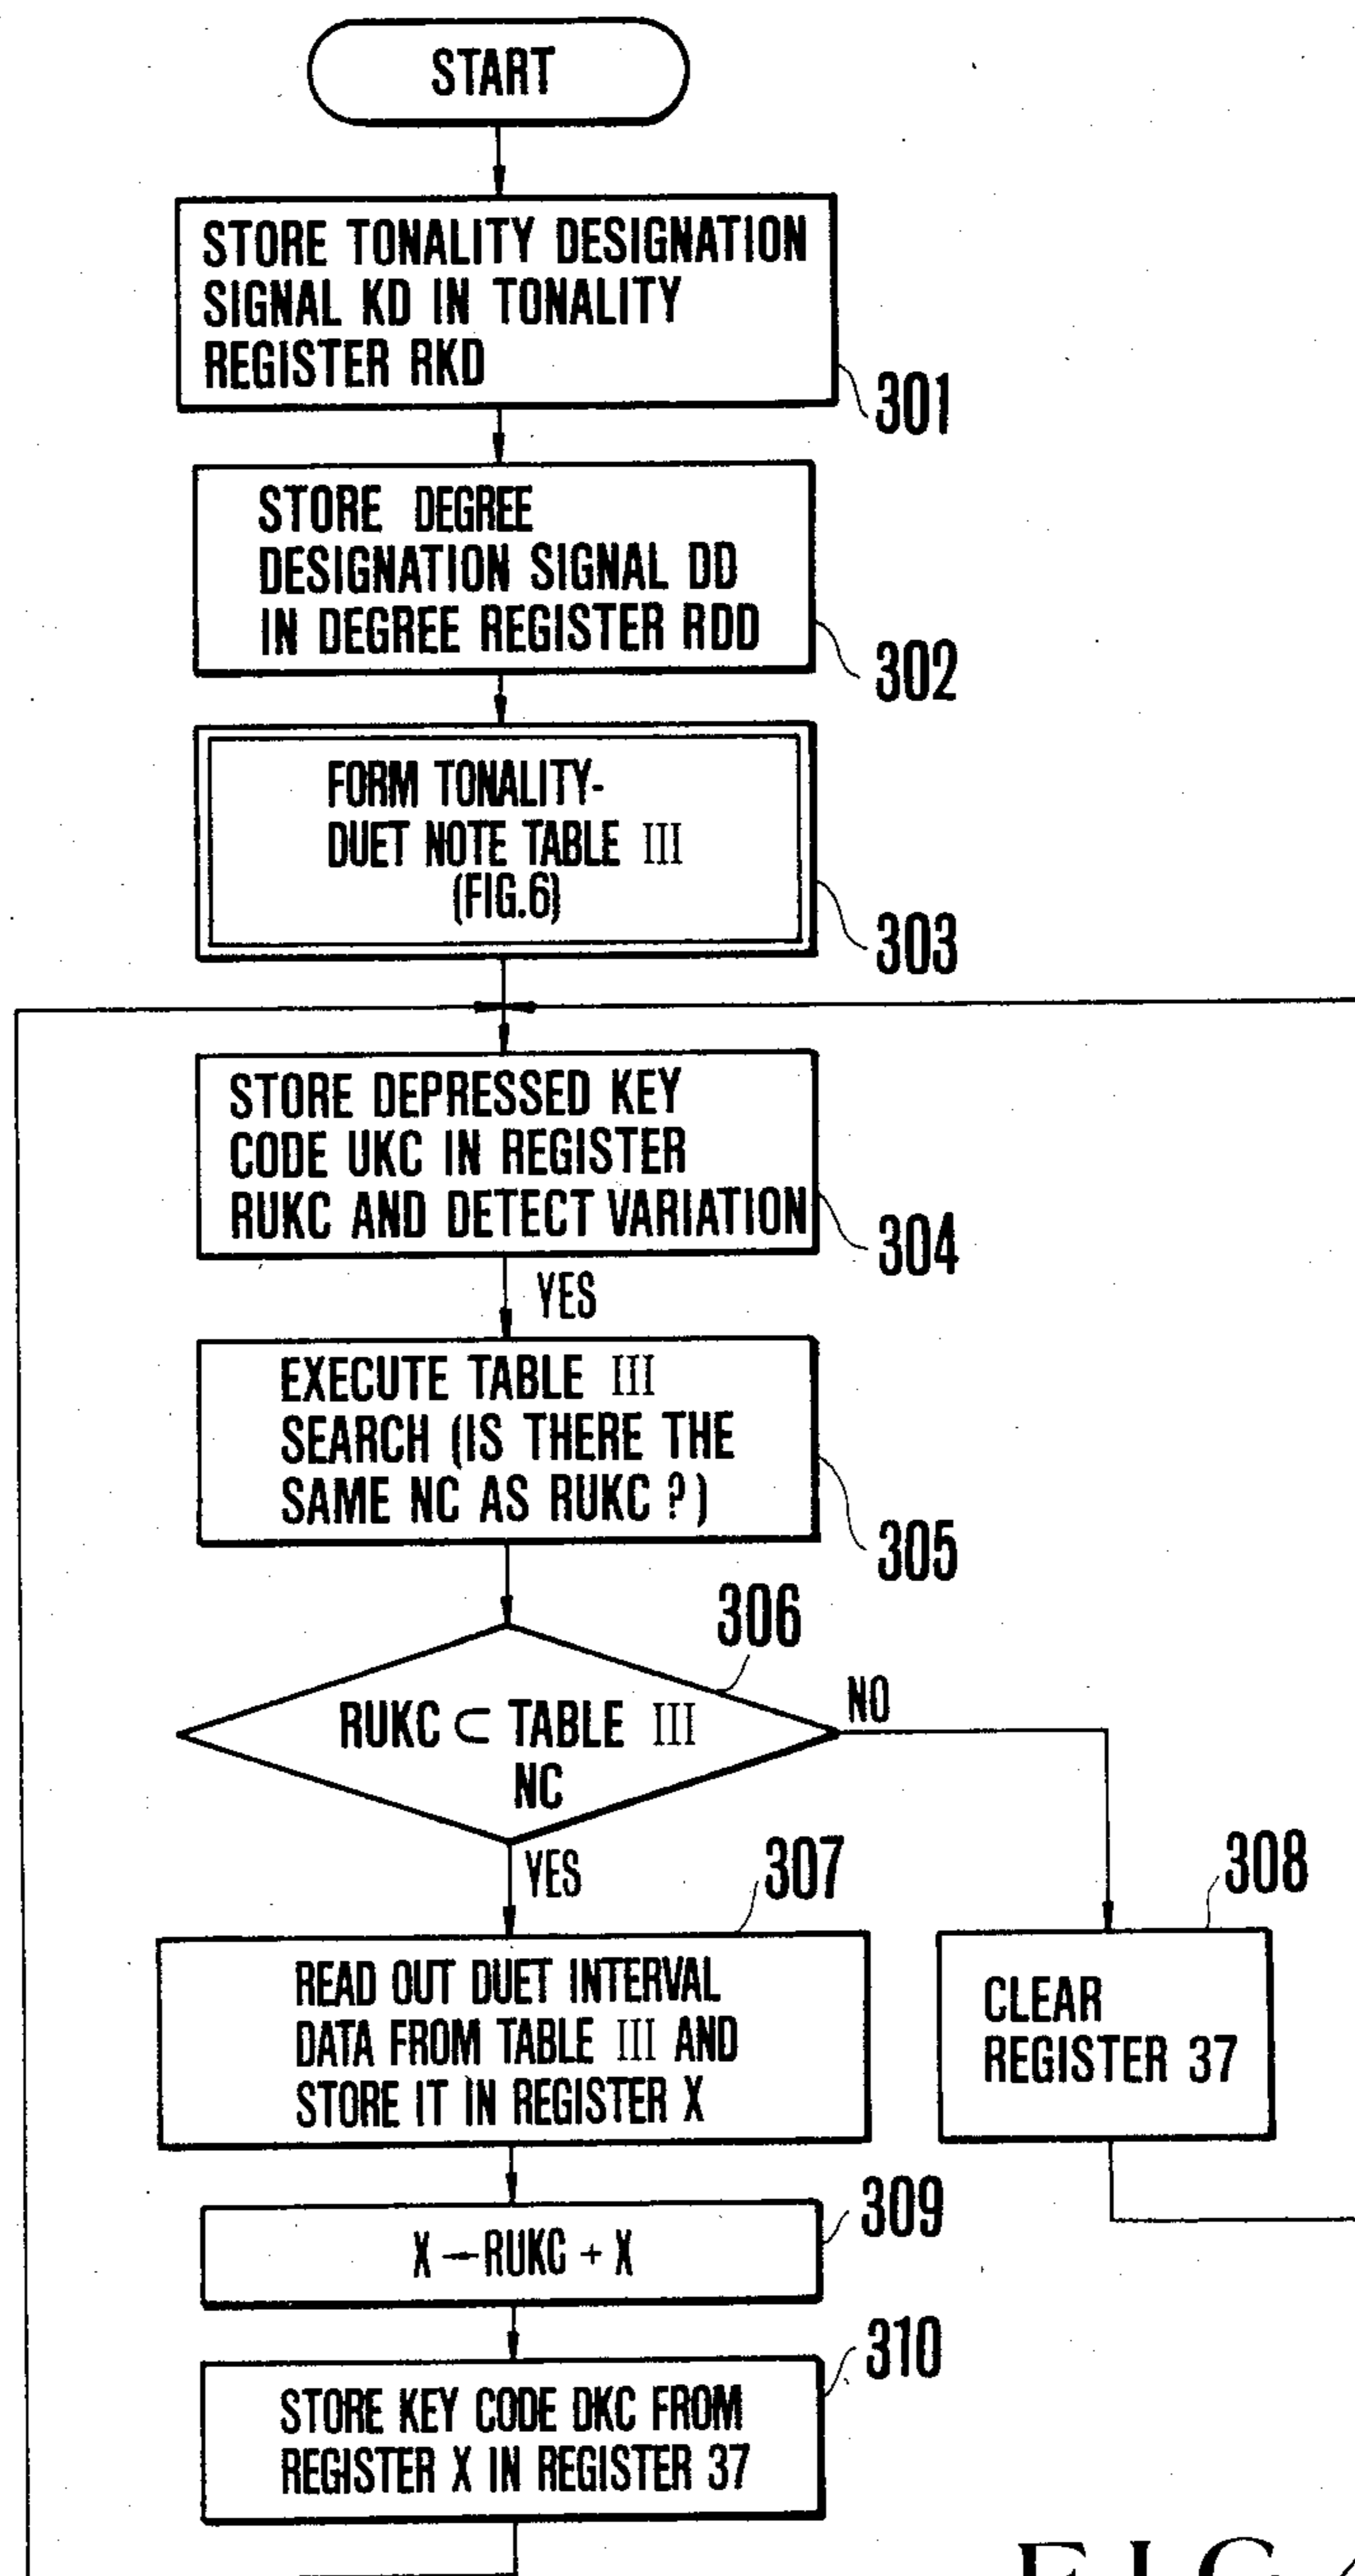 START
STORE TONALITY DESIGNATION
SIGNAL KD IN TONALITY
REGISTER RKD
301
STORE DEGREE
DESIGNATION SIGNAL DD
IN DEGREE REGISTER RDD
302
FORM TONALITY-
DUET NOTE TABLE III
(FIG.6)
303
STORE DEPRESSED KEY
CODE UKC IN REGISTER
RUKC AND DETECT VARIATION
304
YES
EXECUTE TABLE III
SEARCH (IS THERE THE
SAME NC AS RUKC ?)
305
306
RUKC ⊂ TABLE III
NC
NO
YES
307
308
READ OUT DUET INTERVAL
DATA FROM TABLE III AND
STORE IT IN REGISTER X
CLEAR
REGISTER 37
309
X ← RUKC + X
310
STORE KEY CODE DKC FROM
REGISTER X IN REGISTER 37